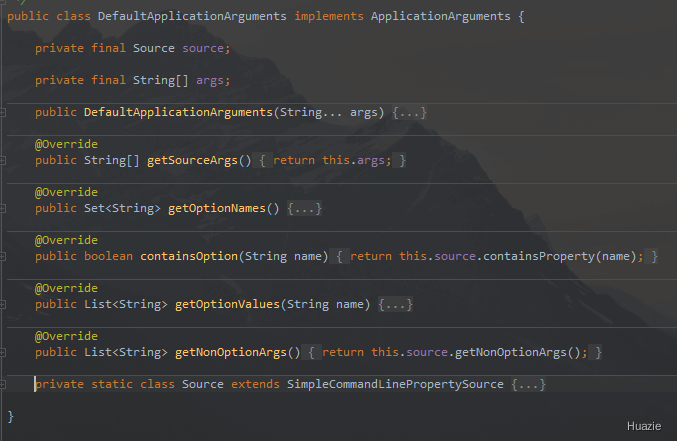 public class DefaultApplicationArguments implements ApplicationArguments {
private final Source source;
private final String[] args;
public DefaultApplicationArguments(String... args) {...}
@Override
public String[] getSourceArgs() { return this.args; }
@Override
public Set<String> getOptionNames() {...}
@Override
public boolean containsOption(String name) { return this.source.containsProperty(name); }
@Override
public List<String> getOptionValues(String name) {...}
@Override
public List<String> getNonOptionArgs() { return this.source.getNonOptionArgs(); }
private static class Source extends SimpleCommandLinePropertySource {...}
}
Huazie